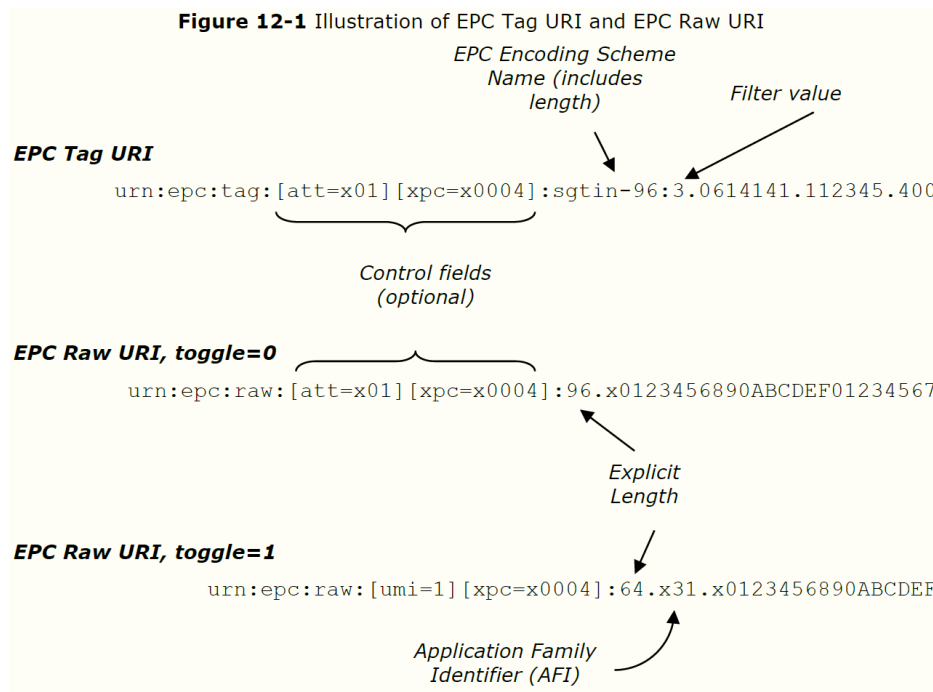 Figure 12-1 Illustration of EPC Tag URI and EPC Raw URI
EPC Encoding Scheme
Name (includes
length)
Filter value
EPC Tag URI
urn:epc:tag:[att=x01][xpc=x0004]:sgtin-96:3.0614141.112345.400
Control fields
(optional)
EPC Raw URI, toggle=0
urn:epc:raw:[att=x01][xpc=x0004]:96.x0123456890ABCDEF01234567
Explicit
Length
EPC Raw URI, toggle=1
urn:epc:raw:[umi=1][xpc=x0004]:64.x31.x0123456890ABCDEF
Application Family
Identifier (AFI)